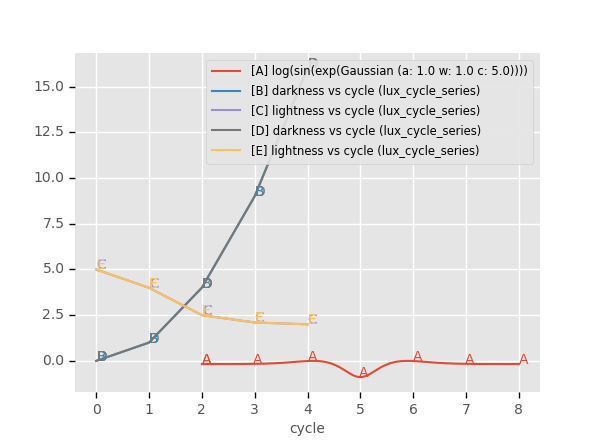 [A] log(sin(exp(Gaussian (a: 1.0 w: 1.0 c: 5.0))))
[B] darkness vs cycle (lux_cycle_series)
[C] lightness vs cycle (lux_cycle_series)
[D] darkness vs cycle (lux_cycle_series)
[E] lightness vs cycle (lux_cycle_series)
15.0
12.5
10.0
7.5
5.0
2.5
0.0
A A A A A A A
0 1 2 3 4 5 6 7 8
cycle